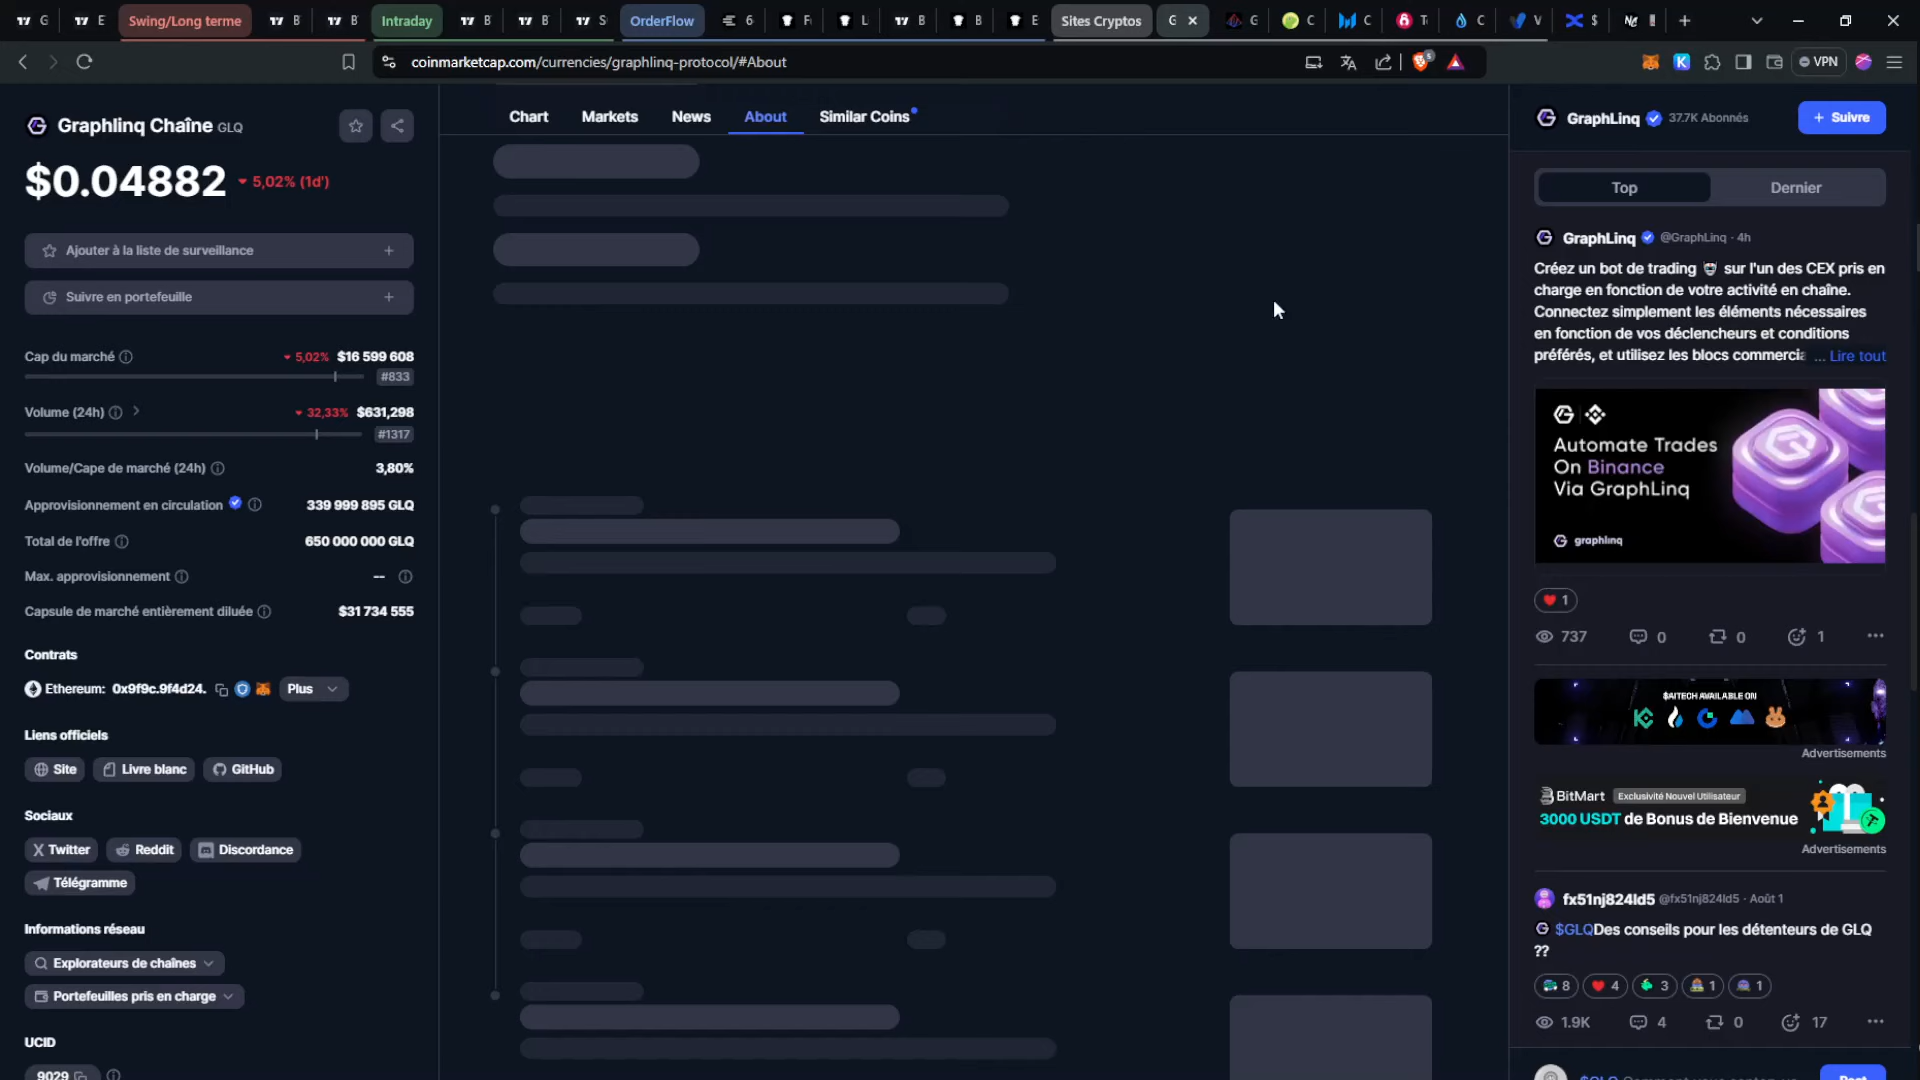 Swing/Long terme
Intraday
OrderFlow
Sites Cryptos
coinmarketcap.com/currencies/graphlinq-protocol/#About
VPN
Graphlinq Chaîne GLQ
$0.04882 5,02% (1d')
Ajouter à la liste de surveillance +
Suivre en portefeuille +
Cap du marché 5,02% $16 599 608
#833
Volume (24h) 32,33% $631,298
#1317
Volume/Cape de marché (24h) 3,80%
Approvisionnement en circulation 339 999 895 GLQ
Total de l'offre 650 000 000 GLQ
Max. approvisionnement --
Capsule de marché entièrement diluée $31 734 555
Contrats
Ethereum: 0x9f9c.9f4d24. Plus
Liens officiels
Site Livre blanc GitHub
Sociaux
Twitter Reddit Discordance
Télégramme
Informations réseau
Explorateurs de chaînes
Portefeuilles pris en charge
UCID
9029
Chart Markets News About Similar Coins
GraphLinq 37.7K Abonnés + Suivre
Top Dernier
GraphLinq @GraphLinq · 4h
Créez un bot de trading sur l'un des CEX pris en
charge en fonction de votre activité en chaîne.
Connectez simplement les éléments nécessaires
en fonction de vos déclencheurs et conditions
préférés, et utilisez les blocs commercia ... Lire tout
Automate Trades
On Binance
Via GraphLinq
graphlinq
1
737 0 0 1
$AITECH AVAILABLE ON
Advertisements
BitMart Exclusivité Nouvel Utilisateur
3000 USDT de Bonus de Bienvenue
Advertisements
fx51nj824ld5 @fx51nj824ld5 · Août 1
$GLQDes conseils pour les détenteurs de GLQ
??
8 4 3 1 1
1.9K 4 0 17